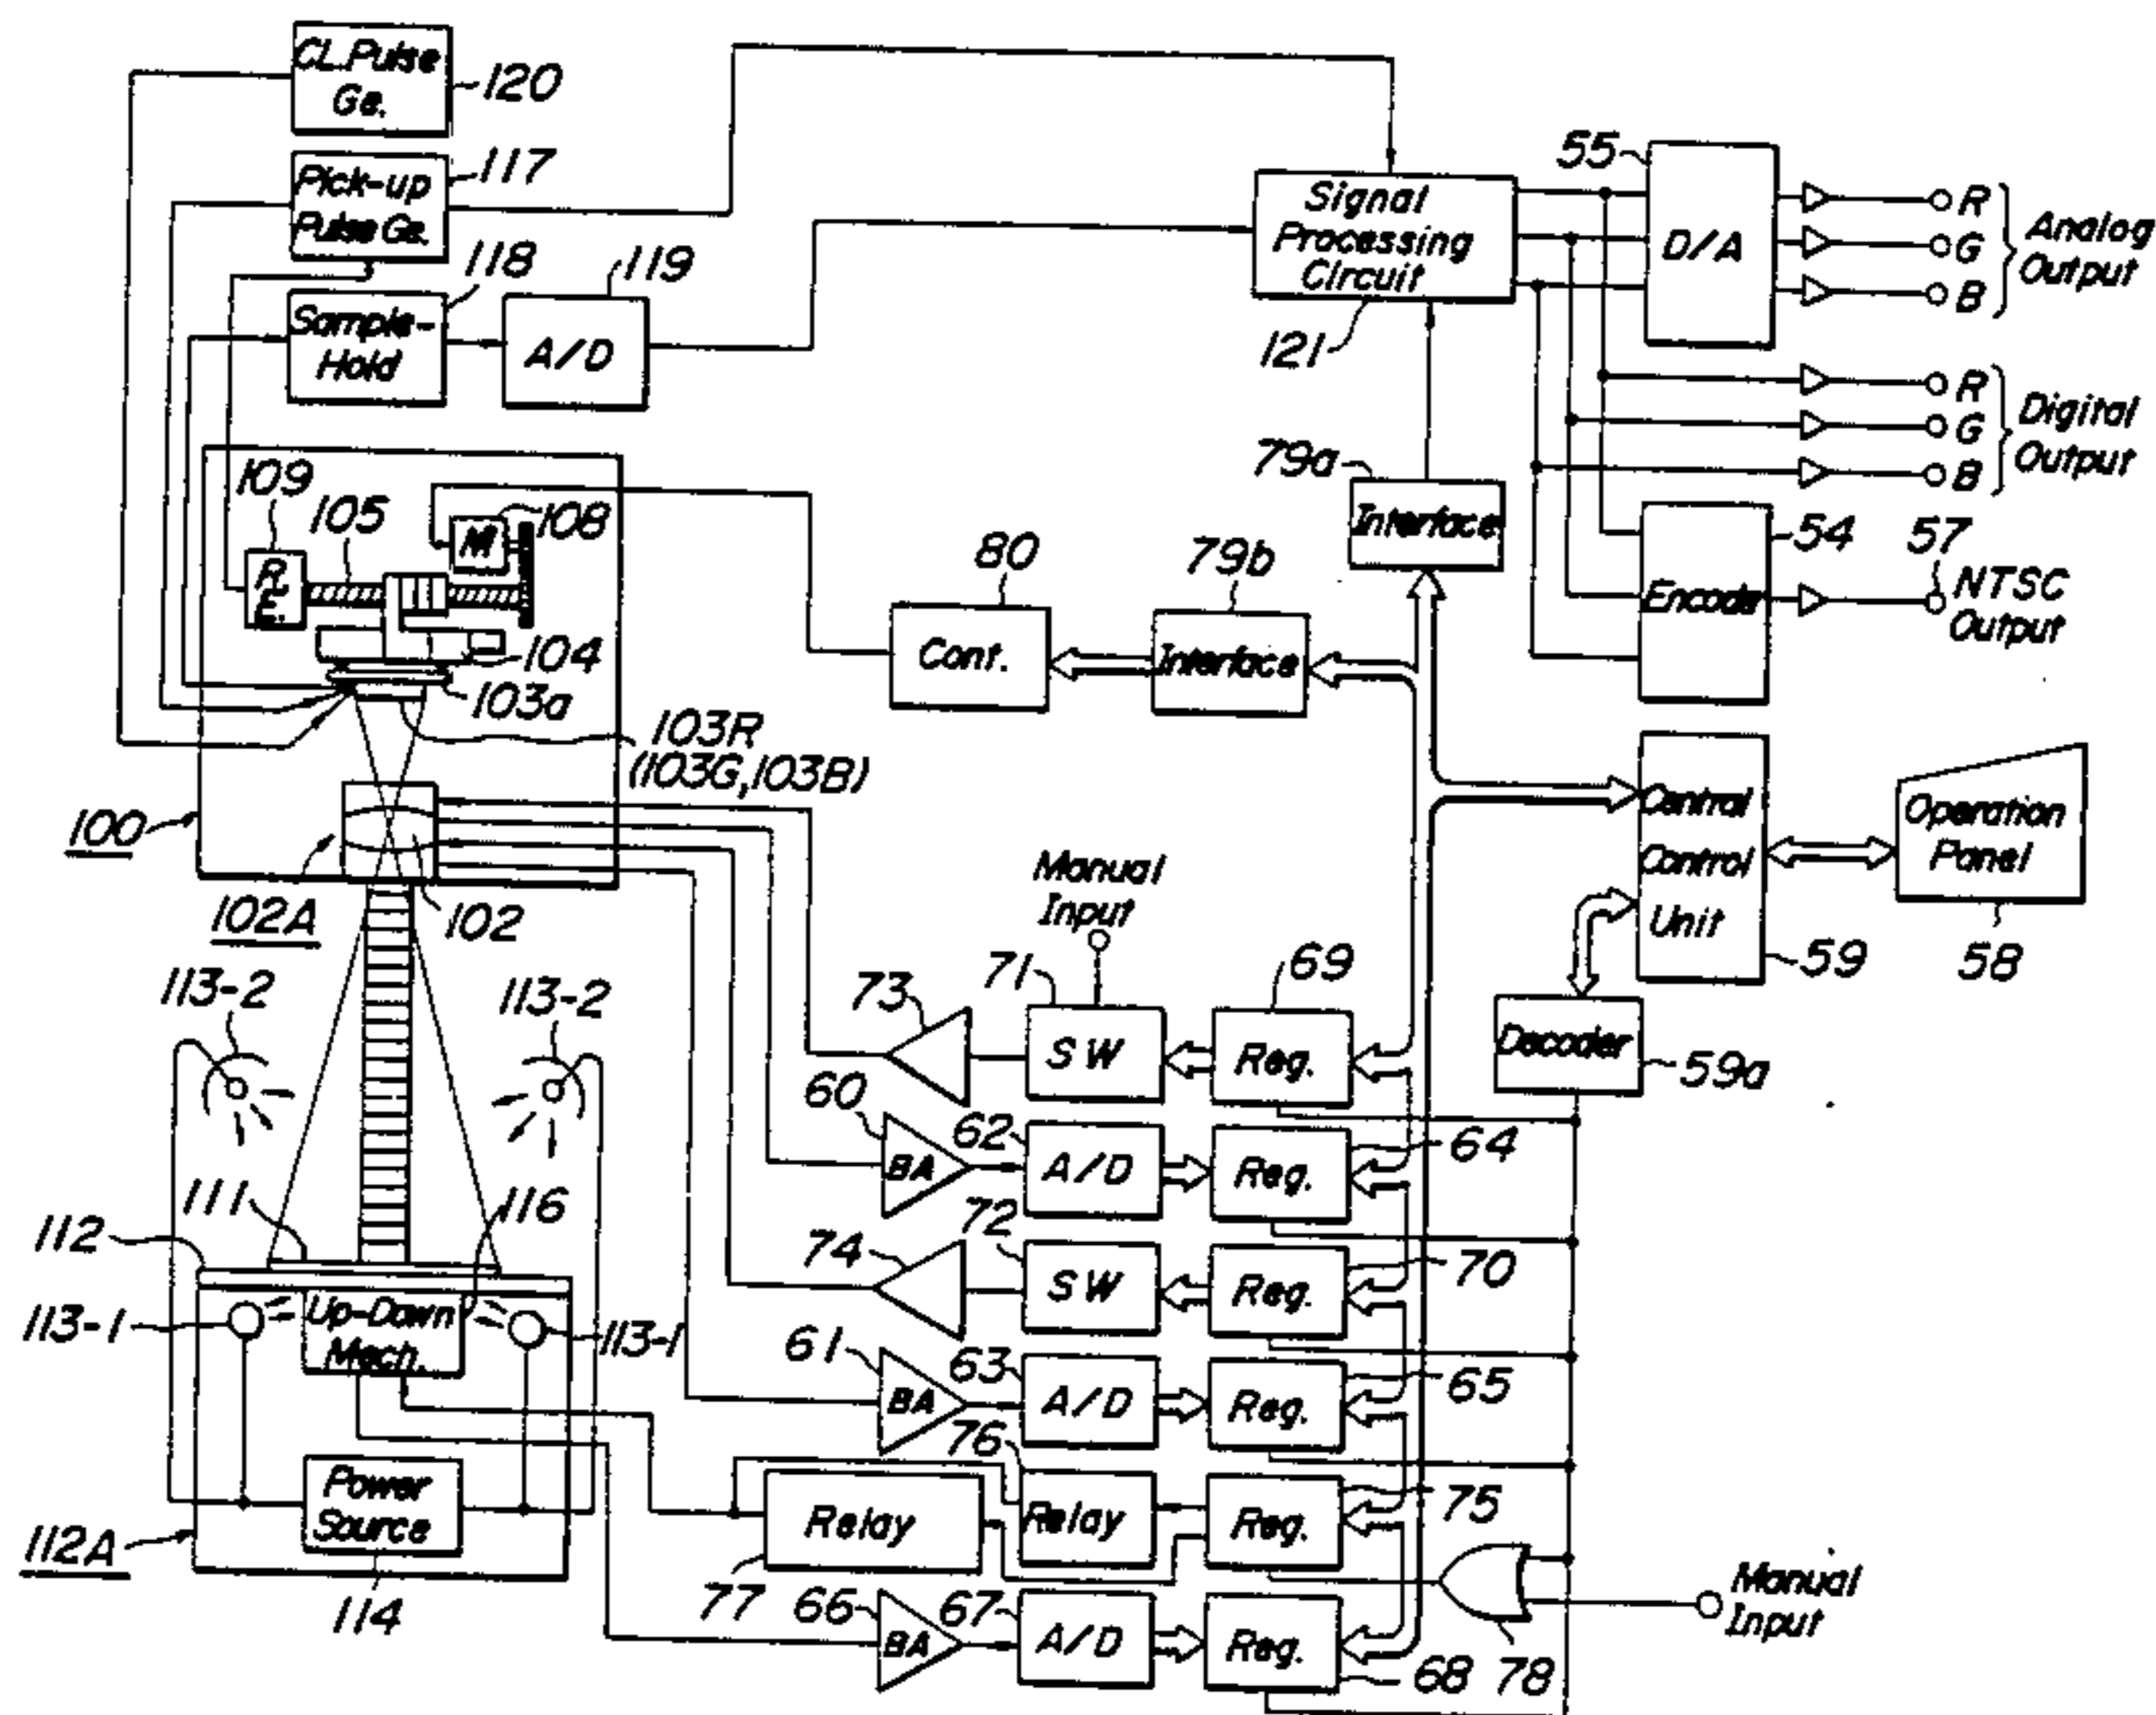 CL.Pulse
Ge.
120
Pick-up
Pulse Ge.
117
118
Sample-
Hold
119
A/D
Signal
Processing
Circuit
121
55
D/A
R
G
B
Analog
Output
R
G
B
Digital
Output
79a
Interface
54
Encoder
57
NTSC
Output
109
R.
E.
105
M
108
104
103a
103R
(103G,103B)
80
Cont.
79b
Interface
100
102A
102
Central
Control
Unit
59
Operation
Panel
58
Decoder
59a
Manual
Input
113-2
113-2
73
71
SW
69
Reg.
60
BA
62
A/D
Reg.
64
111
116
112
74
72
SW
Reg.
70
113-1
Up-Down
Mech.
113-1
61
BA
63
A/D
Reg.
65
Power
Source
114
112A
Relay
77
76
Relay
Reg.
75
66
BA
67
A/D
Reg.
68
78
Manual
Input